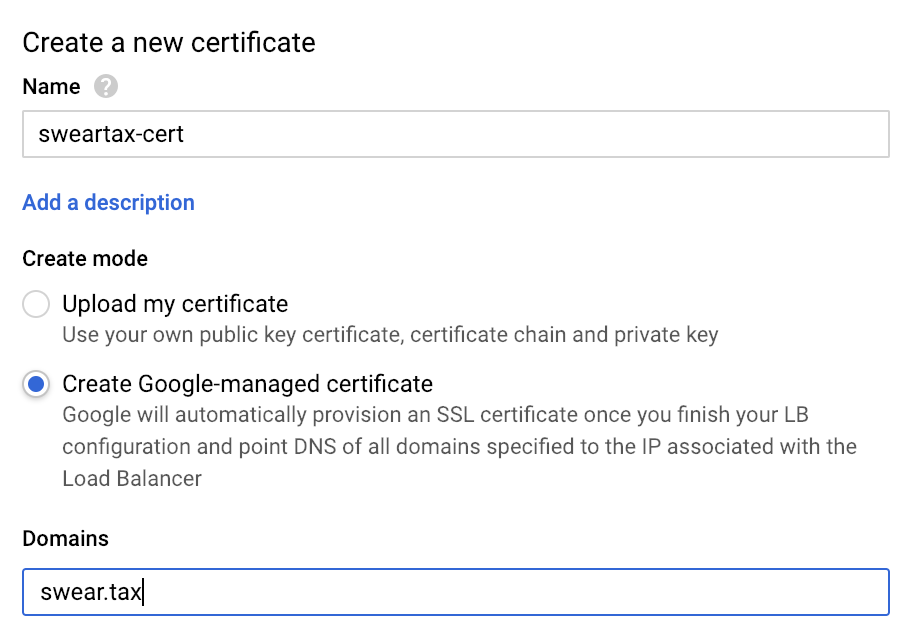 Create a new certificate
Name ?
sweartax-cert
Add a description
Create mode
Upload my certificate
Use your own public key certificate, certificate chain and private key
Create Google-managed certificate
Google will automatically provision an SSL certificate once you finish your LB
configuration and point DNS of all domains specified to the IP associated with the
Load Balancer
Domains
swear.tax